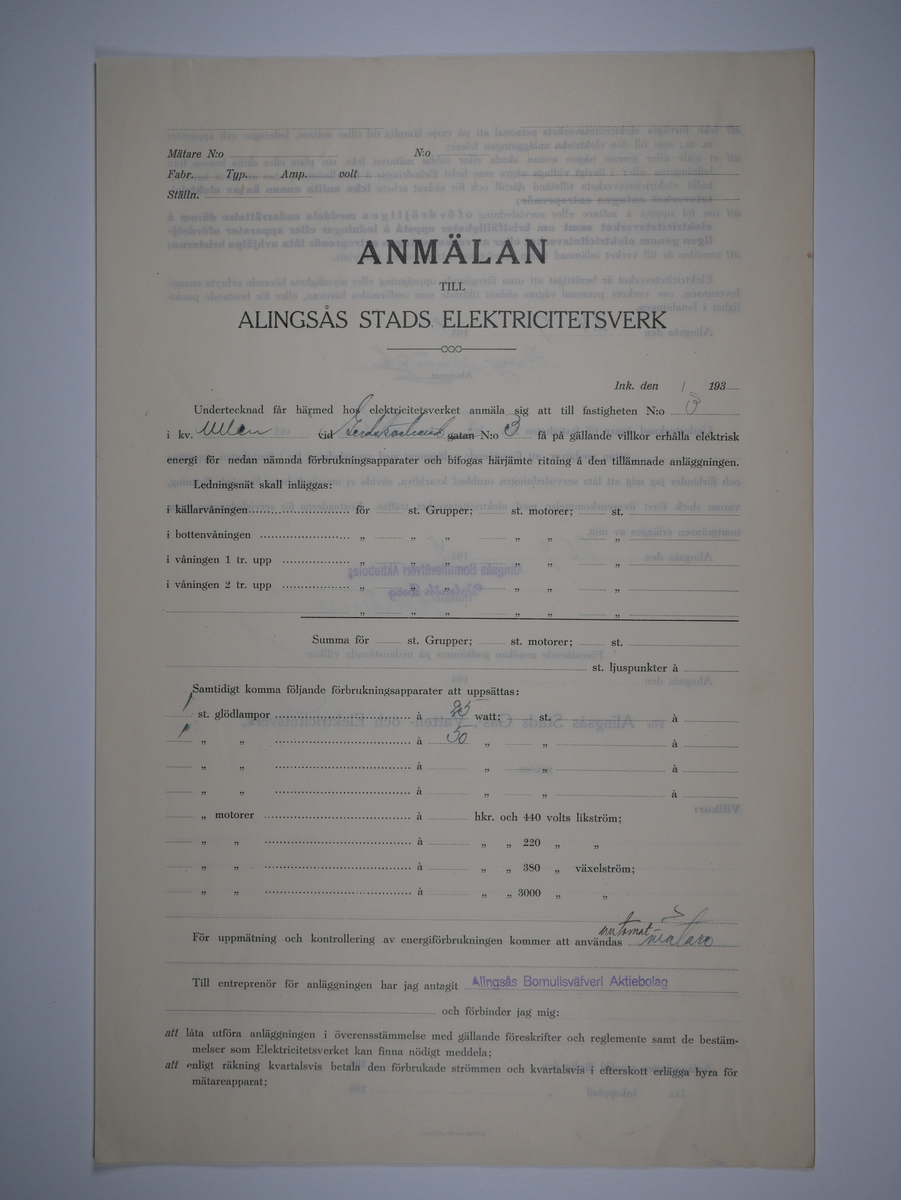 Mätare N:o N:o
Fabr. Typ. Amp. volt
Ställn.
ANMÄLAN
TILL
ALINGSÅS STADS ELEKTRICITETSVERK
Ink. den / 193
Undertecknad får härmed hos elektricitetsverket anmäla sig att till fastigheten N:o 3
i kv. Ulven vid gatan N:o 3 få på gällande villkor erhålla elektrisk
energi för nedan nämnda förbrukningsapparater och bifogas härjämte ritning å den tillämnade anläggningen.
Ledningsnät skall inläggas:
i källarvåningen för st. Grupper; st. motorer; st.
i bottenvåningen „ „ „ „ „ „
i våningen 1 tr. upp „ „ „ „ „ „
i våningen 2 tr. upp „ „ „ „ „ „
„ „ „ „ „ „
Summa för st. Grupper; st. motorer; st.
st. ljuspunkter à
Samtidigt komma följande förbrukningsapparater att uppsättas:
1 st. glödlampor à 25 watt; st. à
1 „ „ à 30 „ „ à
„ „ à „ „ à
„ „ à „ „ à
„ motorer à hkr. och 440 volts likström;
„ „ à „ „ 220 „ „
„ „ à „ „ 380 „ växelström;
„ „ à „ „ 3000 „ „
För uppmätning och kontrollering av energiförbrukningen kommer att användas automat mätare
Till entreprenör för anläggningen har jag antagit Alingsås Bomullsväfveri Aktiebolag
och förbinder jag mig:
att låta utföra anläggningen i överensstämmelse med gällande föreskrifter och reglemente samt de bestäm-
melser som Elektricitetsverket kan finna nödigt meddela;
att enligt räkning kvartalsvis betala den förbrukade strömmen och kvartalsvis i efterskott erlägga hyra för
mätareapparat;